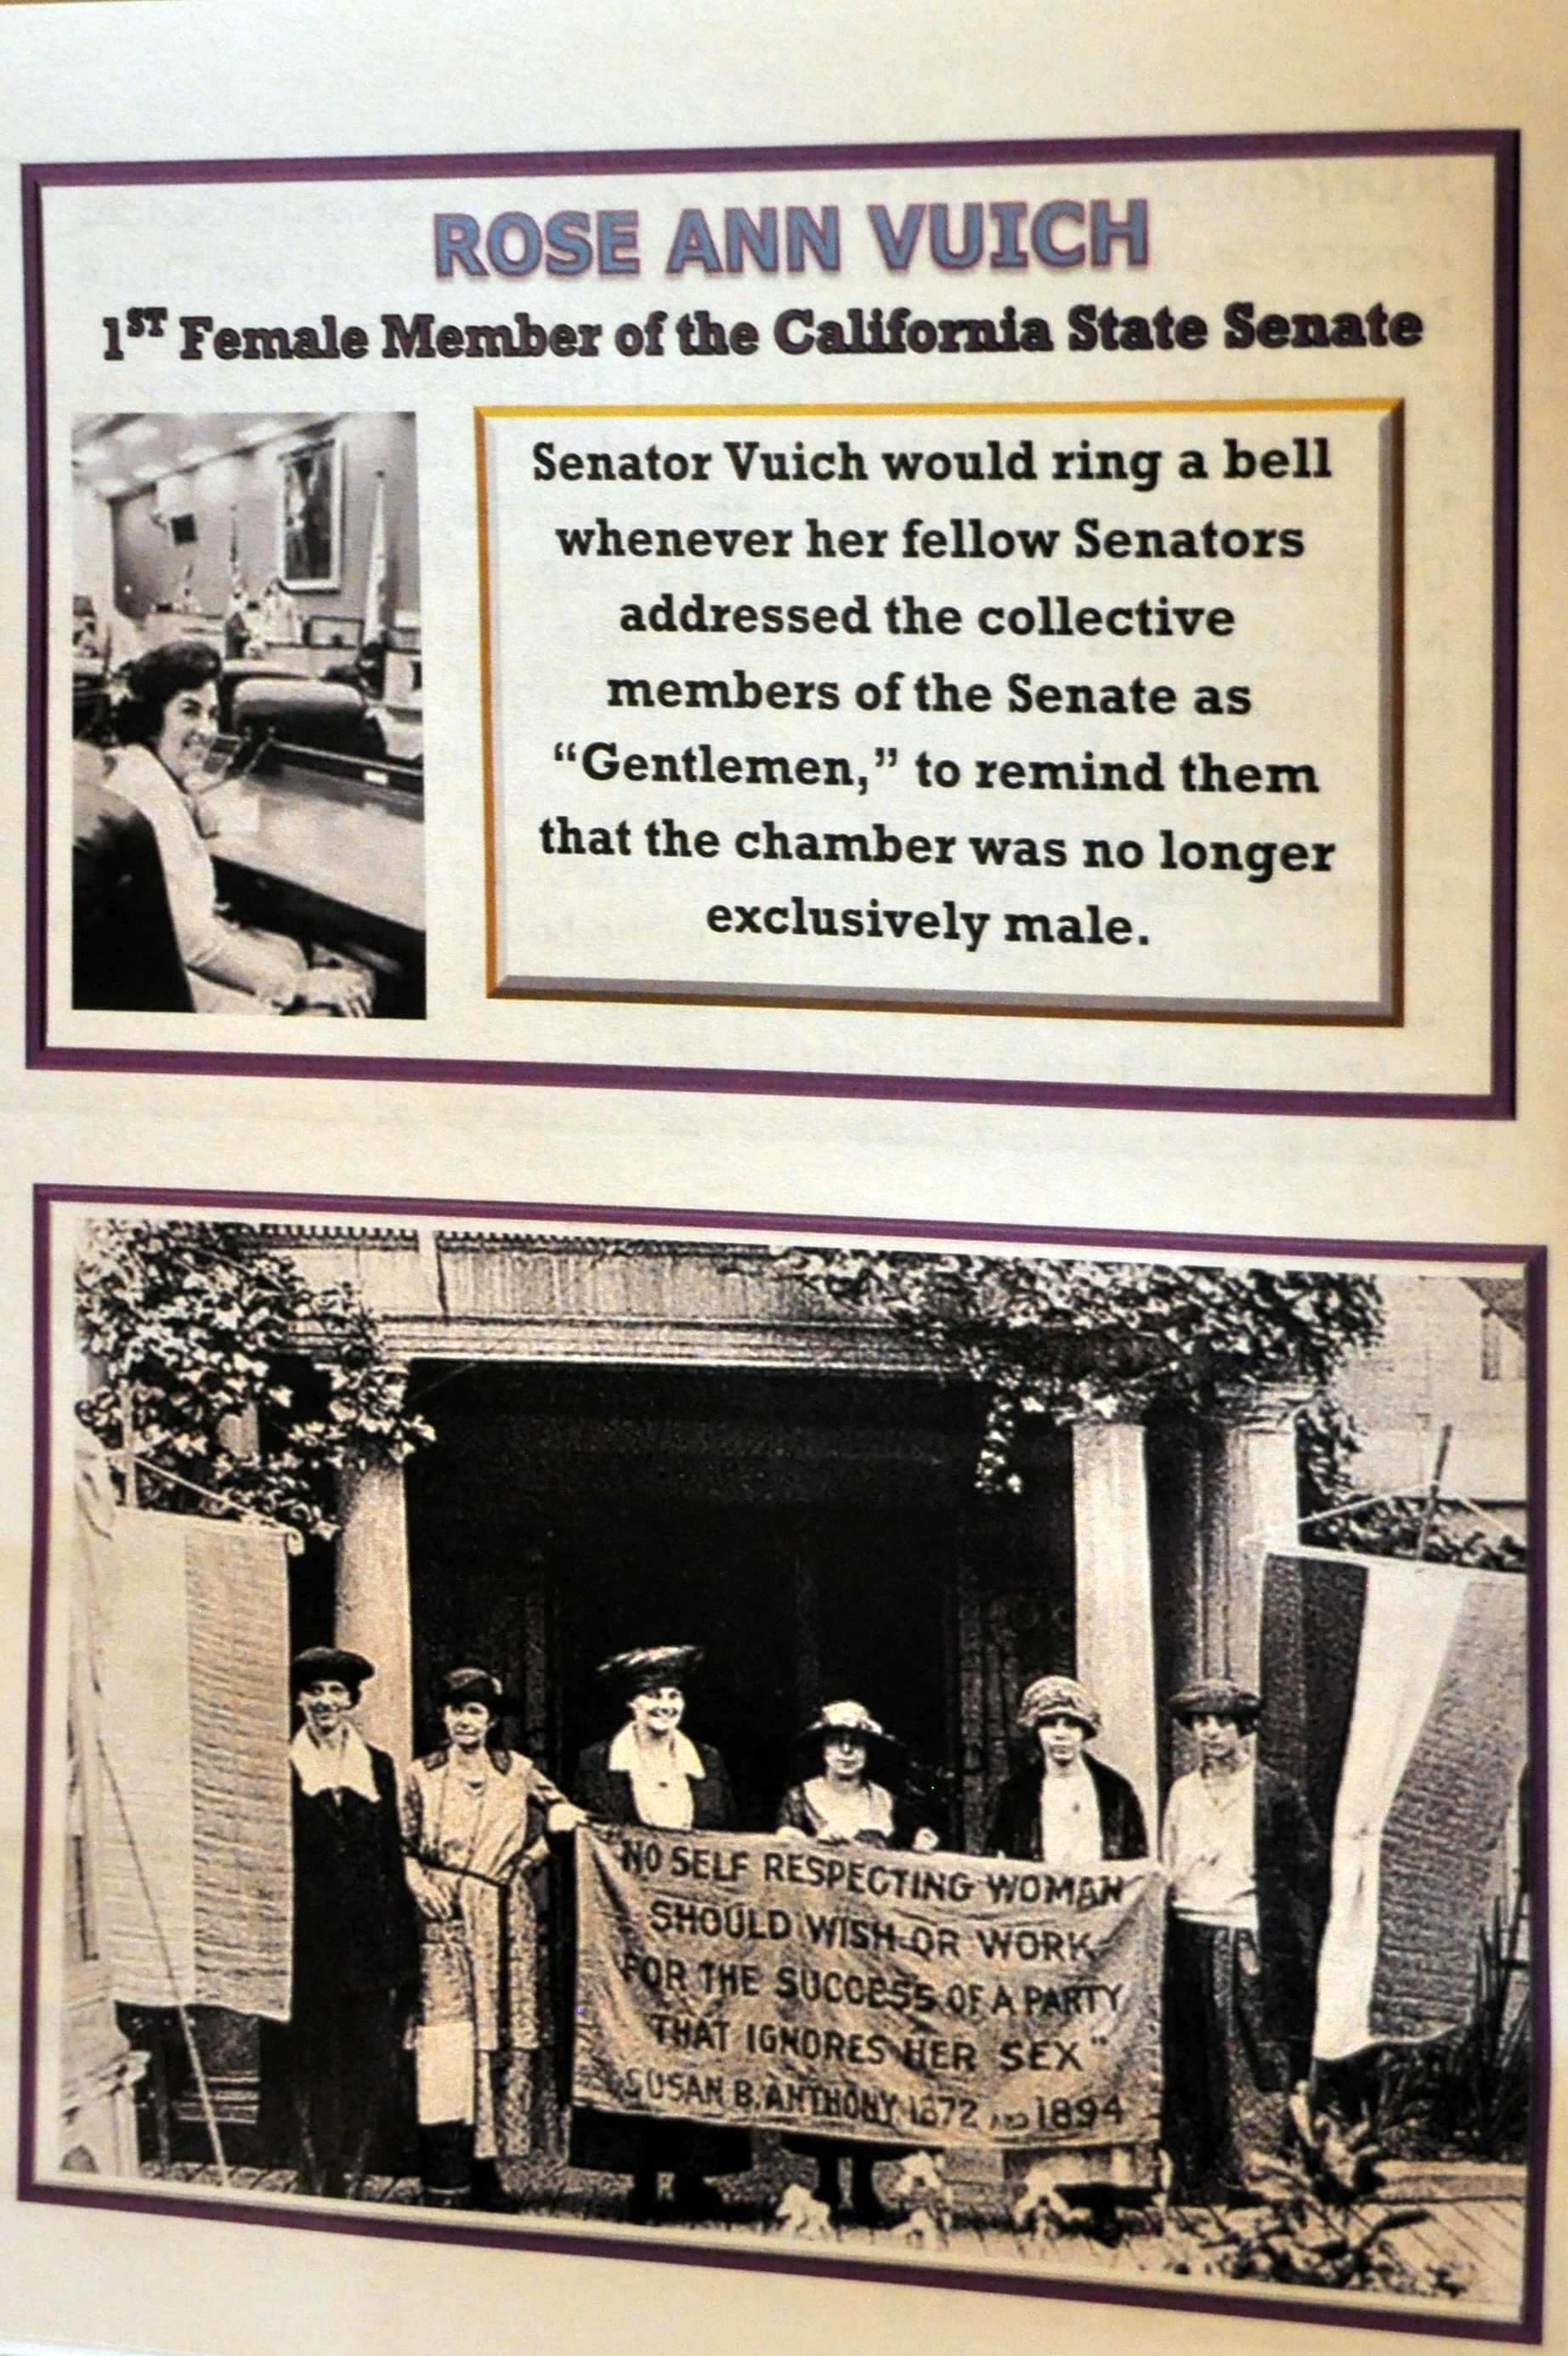 ROSE ANN VUICH
1ST Female Member of the California State Senate
Senator Vuich would ring a bell
whenever her fellow Senators
addressed the collective
members of the Senate as
“Gentlemen,” to remind them
that the chamber was no longer
exclusively male.
"NO SELF RESPECTING WOMAN
SHOULD WISH OR WORK
FOR THE SUCCESS OF A PARTY
THAT IGNORES HER SEX"
SUSAN B. ANTHONY 1872 AND 1894